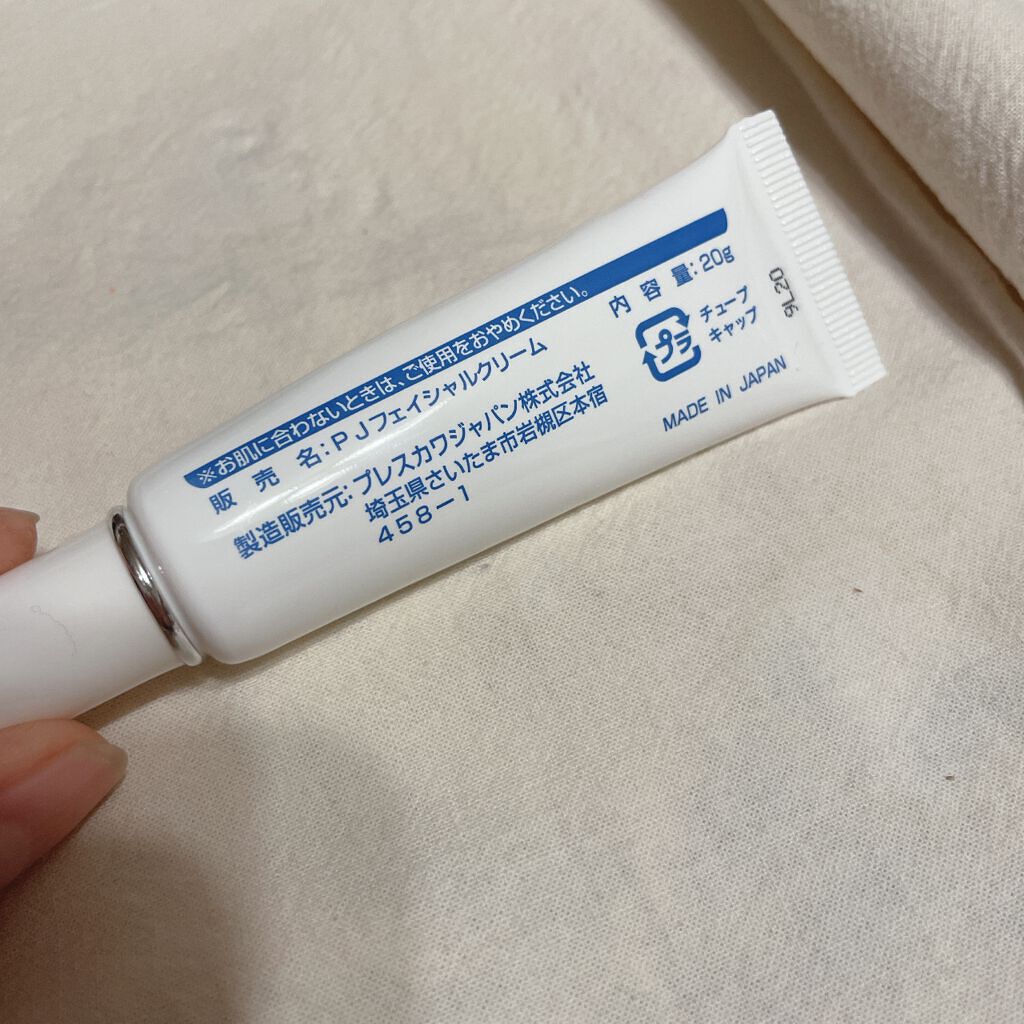 ※お肌に合わないときは、ご使用をおやめください。
販売名:PJフェイシャルクリーム
製造販売元:プレスカワジャパン株式会社
埼玉県さいたま市岩槻区本宿
458-1
内容量:20g
プラ
チューブ
キャップ
MADE IN JAPAN
9L20